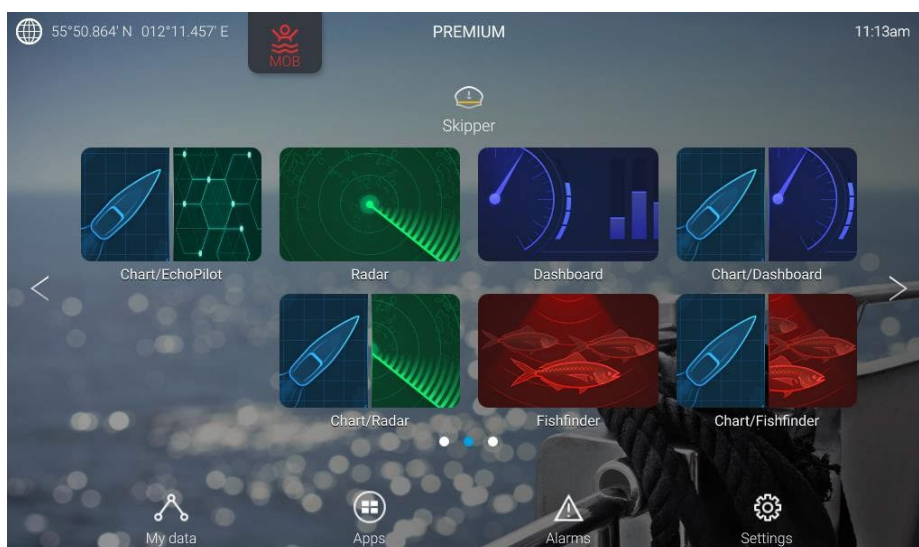 55°50.864' N 012°11.457' E
MOB
PREMIUM
11:13am
Skipper
Chart/EchoPilot
Radar
Dashboard
Chart/Dashboard
Chart/Radar
Fishfinder
Chart/Fishfinder
My data
Apps
Alarms
Settings